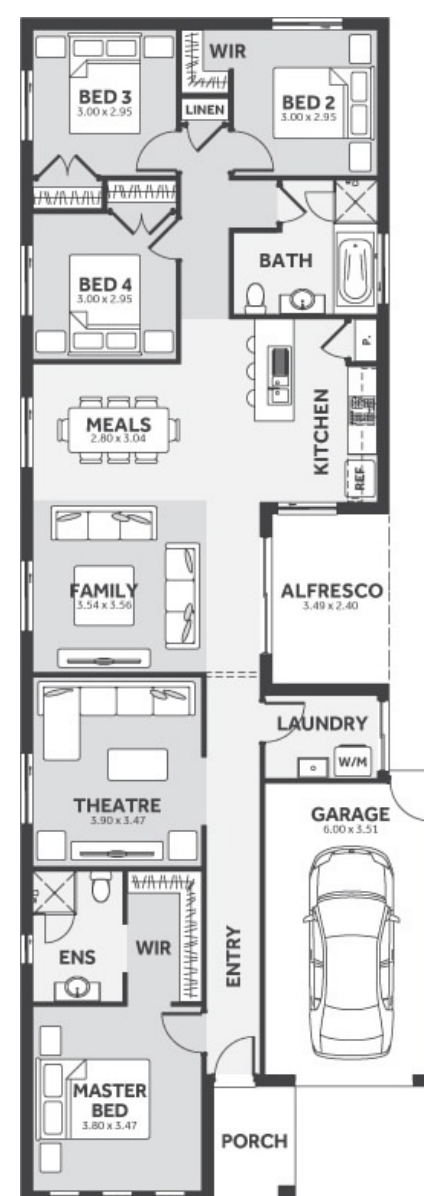 WIR
BED 3
3.00 x 2.95
BED 2
3.00 x 2.95
LINEN
BATH
BED 4
3.00 x 2.95
P.
MEALS
2.80 x 3.04
KITCHEN
REF
FAMILY
3.54 x 3.56
ALFRESCO
3.49 x 2.40
LAUNDRY
W/M
THEATRE
3.90 x 3.47
GARAGE
6.00 x 3.51
ENS
WIR
ENTRY
MASTER
BED
3.80 x 3.47
PORCH